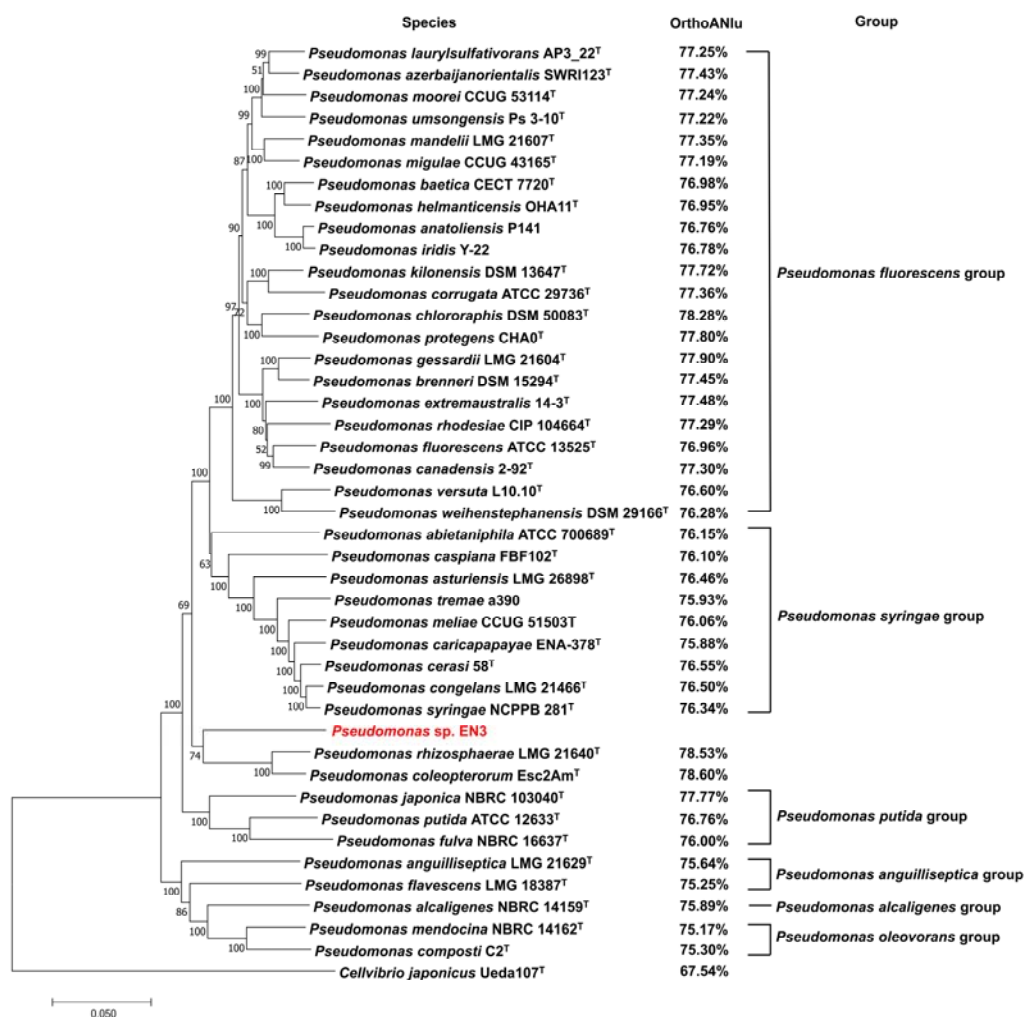 Species OrthoANIu Group
99 Pseudomonas laurylsulfativorans AP3_22ᵀ 77.25%
51 Pseudomonas azerbaijanorientalis SWRI123ᵀ 77.43%
100 Pseudomonas moorei CCUG 53114ᵀ 77.24%
99 Pseudomonas umsongensis Ps 3-10ᵀ 77.22%
Pseudomonas mandelii LMG 21607ᵀ 77.35%
87 100 Pseudomonas migulae CCUG 43165ᵀ 77.19%
100 Pseudomonas baetica CECT 7720ᵀ 76.98%
Pseudomonas helmanticensis OHA11ᵀ 76.95%
90 100 Pseudomonas anatoliensis P141 76.76%
100 Pseudomonas iridis Y-22 76.78%
100 Pseudomonas kilonensis DSM 13647ᵀ 77.72% Pseudomonas fluorescens group
Pseudomonas corrugata ATCC 29736ᵀ 77.36%
97 72 Pseudomonas chlororaphis DSM 50083ᵀ 78.28%
100 Pseudomonas protegens CHA0ᵀ 77.80%
100 Pseudomonas gessardii LMG 21604ᵀ 77.90%
Pseudomonas brenneri DSM 15294ᵀ 77.45%
100 100 Pseudomonas extremaustralis 14-3ᵀ 77.48%
80 Pseudomonas rhodesiae CIP 104664ᵀ 77.29%
52 Pseudomonas fluorescens ATCC 13525ᵀ 76.96%
99 Pseudomonas canadensis 2-92ᵀ 77.30%
100 Pseudomonas versuta L10.10ᵀ 76.60%
100 Pseudomonas weihenstephanensis DSM 29166ᵀ 76.28%
Pseudomonas abietaniphila ATCC 700689ᵀ 76.15%
63 Pseudomonas caspiana FBF102ᵀ 76.10%
100 Pseudomonas asturiensis LMG 26898ᵀ 76.46%
69 100 Pseudomonas tremae a390 75.93%
100 Pseudomonas meliae CCUG 51503T 76.06% Pseudomonas syringae group
100 Pseudomonas caricapapayae ENA-378ᵀ 75.88%
100 Pseudomonas cerasi 58ᵀ 76.55%
100 Pseudomonas congelans LMG 21466ᵀ 76.50%
100 100 Pseudomonas syringae NCPPB 281ᵀ 76.34%
Pseudomonas sp. EN3
74 Pseudomonas rhizosphaerae LMG 21640ᵀ 78.53%
100 Pseudomonas coleopterorum Esc2Amᵀ 78.60%
Pseudomonas japonica NBRC 103040ᵀ 77.77%
100 Pseudomonas putida ATCC 12633ᵀ 76.76% Pseudomonas putida group
100 Pseudomonas fulva NBRC 16637ᵀ 76.00%
Pseudomonas anguilliseptica LMG 21629ᵀ 75.64%
100 Pseudomonas flavescens LMG 18387ᵀ 75.25% Pseudomonas anguilliseptica group
86 Pseudomonas alcaligenes NBRC 14159ᵀ 75.89% Pseudomonas alcaligenes group
100 Pseudomonas mendocina NBRC 14162ᵀ 75.17% Pseudomonas oleovorans group
100 Pseudomonas composti C2ᵀ 75.30%
Cellvibrio japonicus Ueda107ᵀ 67.54%
0.050